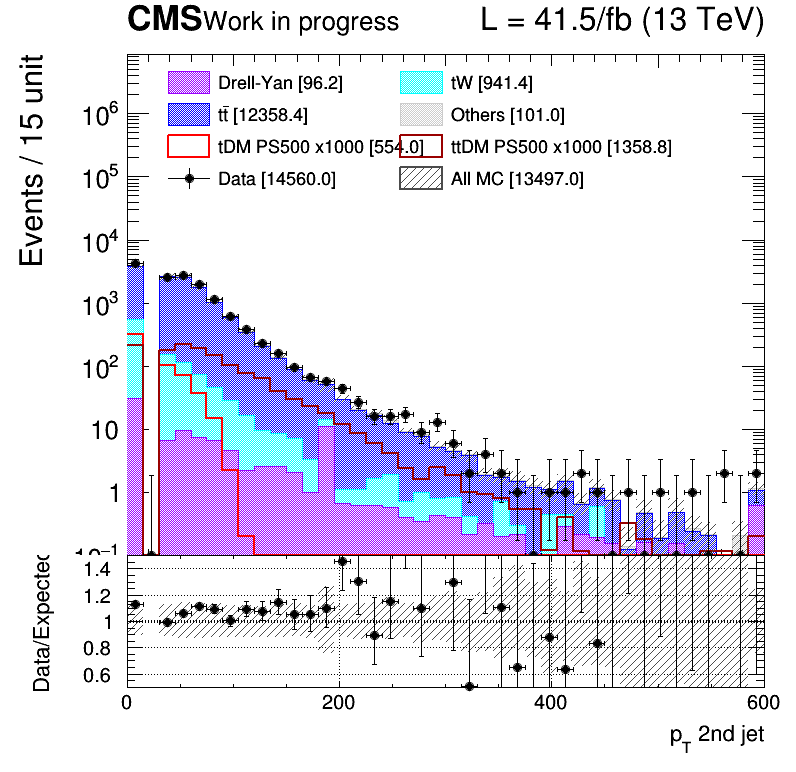 CMS Work in progress L = 41.5/fb (13 TeV)
Events / 15 unit
Drell-Yan [96.2] tW [941.4]
tt̄ [12358.4] Others [101.0]
tDM PS500 x1000 [554.0] ttDM PS500 x1000 [1358.8]
Data [14560.0] All MC [13497.0]
10⁶
10⁵
10⁴
10³
10²
10
1
10⁻¹
Data/Expected
1.4
1.2
1
0.8
0.6
0 200 400 600
p_T 2nd jet